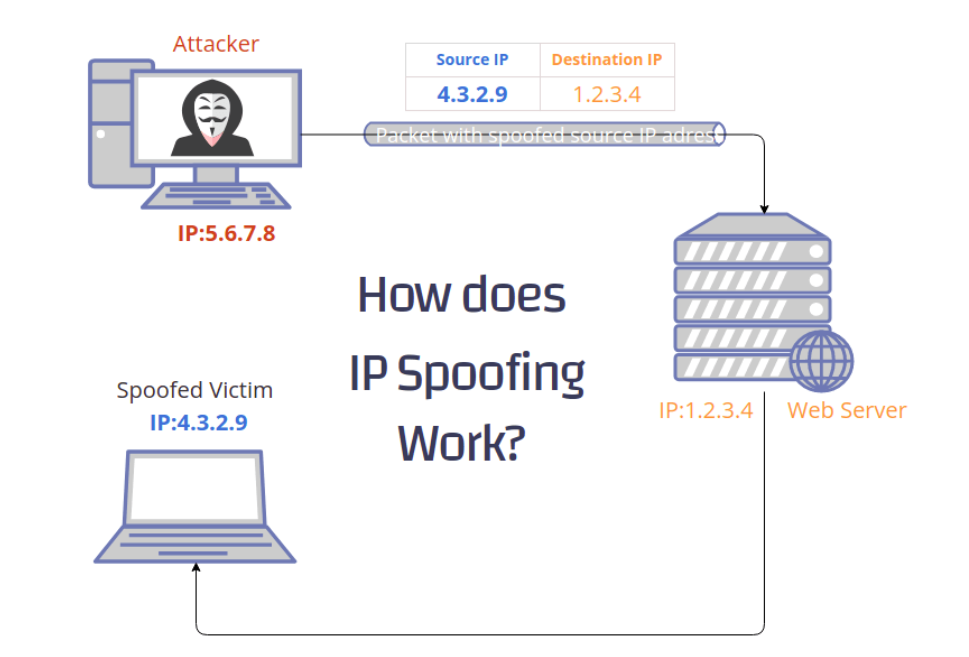 Attacker
Source IP
Destination IP
4.3.2.9
1.2.3.4
Packet with spoofed source IP adress
IP:5.6.7.8
How does
IP Spoofing
Work?
Spoofed Victim
IP:4.3.2.9
IP:1.2.3.4
Web Server